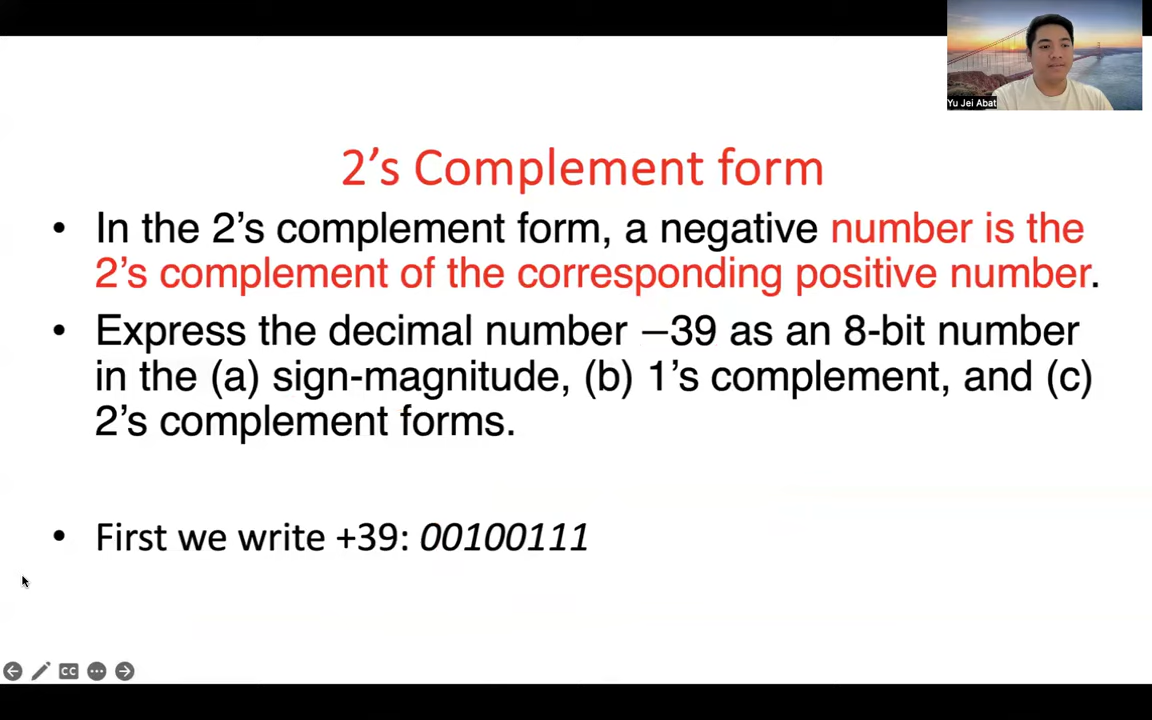 Yu Jei Abat
2’s Complement form
• In the 2’s complement form, a negative number is the
2’s complement of the corresponding positive number.
• Express the decimal number −39 as an 8-bit number
in the (a) sign-magnitude, (b) 1’s complement, and (c)
2’s complement forms.
• First we write +39: 00100111
CC